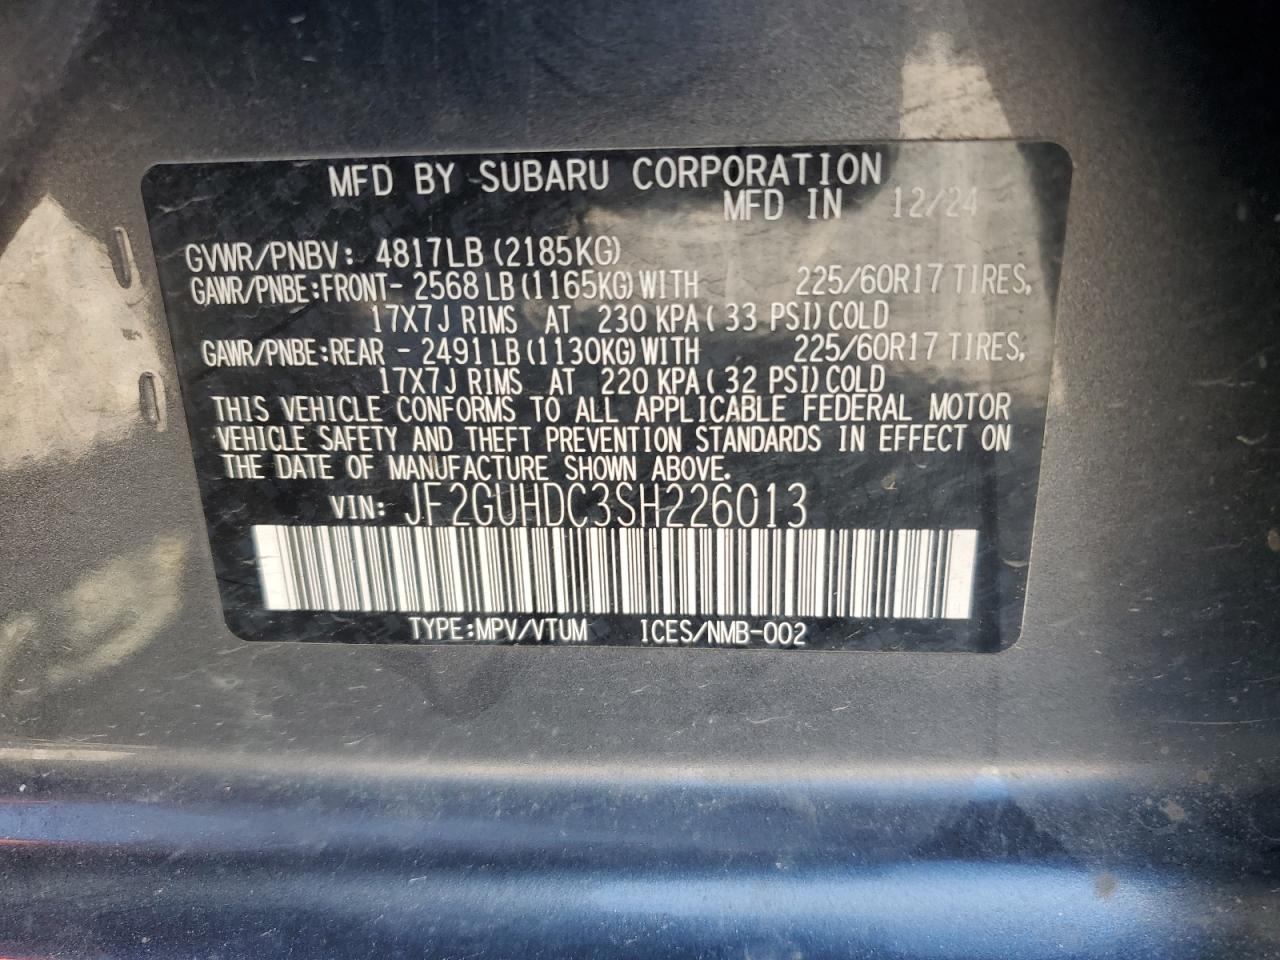 MFD BY SUBARU CORPORATION
MFD IN 12/24
GVWR/PNBV: 4817LB (2185KG)
GAWR/PNBE:FRONT- 2568 LB (1165KG) WITH 225/60R17 TIRES,
17X7J RIMS AT 230 KPA ( 33 PSI) COLD
GAWR/PNBE:REAR - 2491 LB (1130KG) WITH 225/60R17 TIRES,
17X7J RIMS AT 220 KPA ( 32 PSI) COLD
THIS VEHICLE CONFORMS TO ALL APPLICABLE FEDERAL MOTOR
VEHICLE SAFETY AND THEFT PREVENTION STANDARDS IN EFFECT ON
THE DATE OF MANUFACTURE SHOWN ABOVE.
VIN: JF2GUHDC3SH226013
TYPE:MPV/VTUM ICES/NMB-002